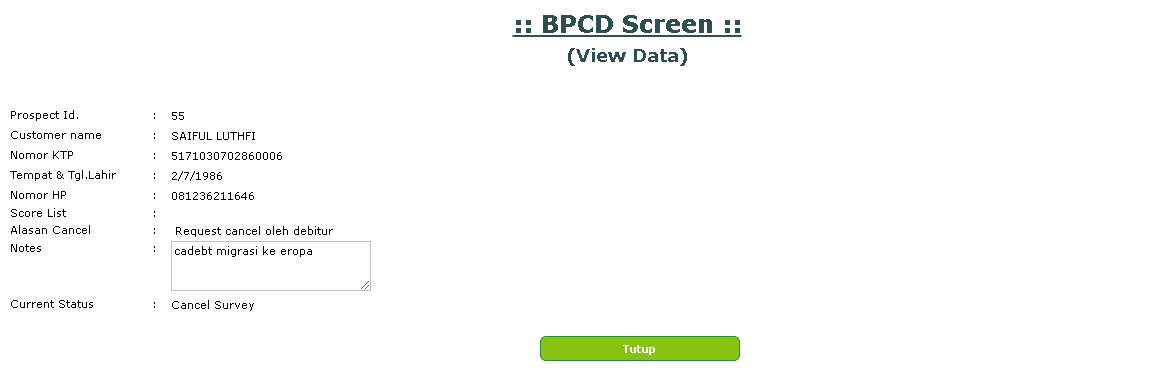 :: BPCD Screen ::
(View Data)
Prospect Id. : 55
Customer name : SAIFUL LUTHFI
Nomor KTP : 5171030702860006
Tempat & Tgl.Lahir : 2/7/1986
Nomor HP : 081236211646
Score List :
Alasan Cancel : Request cancel oleh debitur
Notes : cadebt migrasi ke eropa
Current Status : Cancel Survey
Tutup